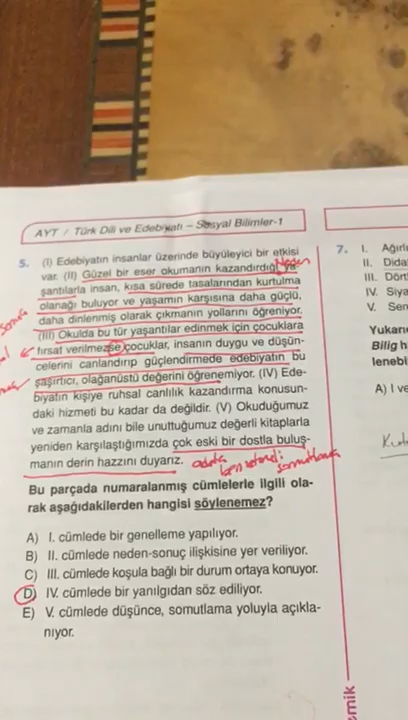 AYT / Türk Dili ve Edebiyatı – Sosyal Bilimler-1
5. (I) Edebiyatın insanlar üzerinde büyüleyici bir etkisi
var. (II) Güzel bir eser okumanın kazandırdığı ya-
Neden
şantılarla insan, kısa sürede tasalarından kurtulma
olanağı buluyor ve yaşamın karşısına daha güçlü,
daha dinlenmiş olarak çıkmanın yollarını öğreniyor.
Sonuç
(III) Okulda bu tür yaşantılar edinmek için çocuklara
fırsat verilmezse çocuklar, insanın duygu ve düşün-
celerini canlandırıp güçlendirmede edebiyatın bu
şaşırtıcı, olağanüstü değerini öğrenemiyor. (IV) Ede-
biyatın kişiye ruhsal canlılık kazandırma konusun-
daki hizmeti bu kadar da değildir. (V) Okuduğumuz
ve zamanla adını bile unuttuğumuz değerli kitaplarla
yeniden karşılaştığımızda çok eski bir dostla buluş-
manın derin hazzını duyarız.
somutlama
Bu parçada numaralanmış cümlelerle ilgili ola-
rak aşağıdakilerden hangisi söylenemez?
A) I. cümlede bir genelleme yapılıyor.
B) II. cümlede neden-sonuç ilişkisine yer veriliyor.
C) III. cümlede koşula bağlı bir durum ortaya konuyor.
D) IV. cümlede bir yanılgıdan söz ediliyor.
E) V. cümlede düşünce, somutlama yoluyla açıkla-
nıyor.
7. I. Ağırlı
II. Dida
III. Dört
IV. Siya
V. Sen
Yukarı
Bilig h
lenebi
A) I ve
emik